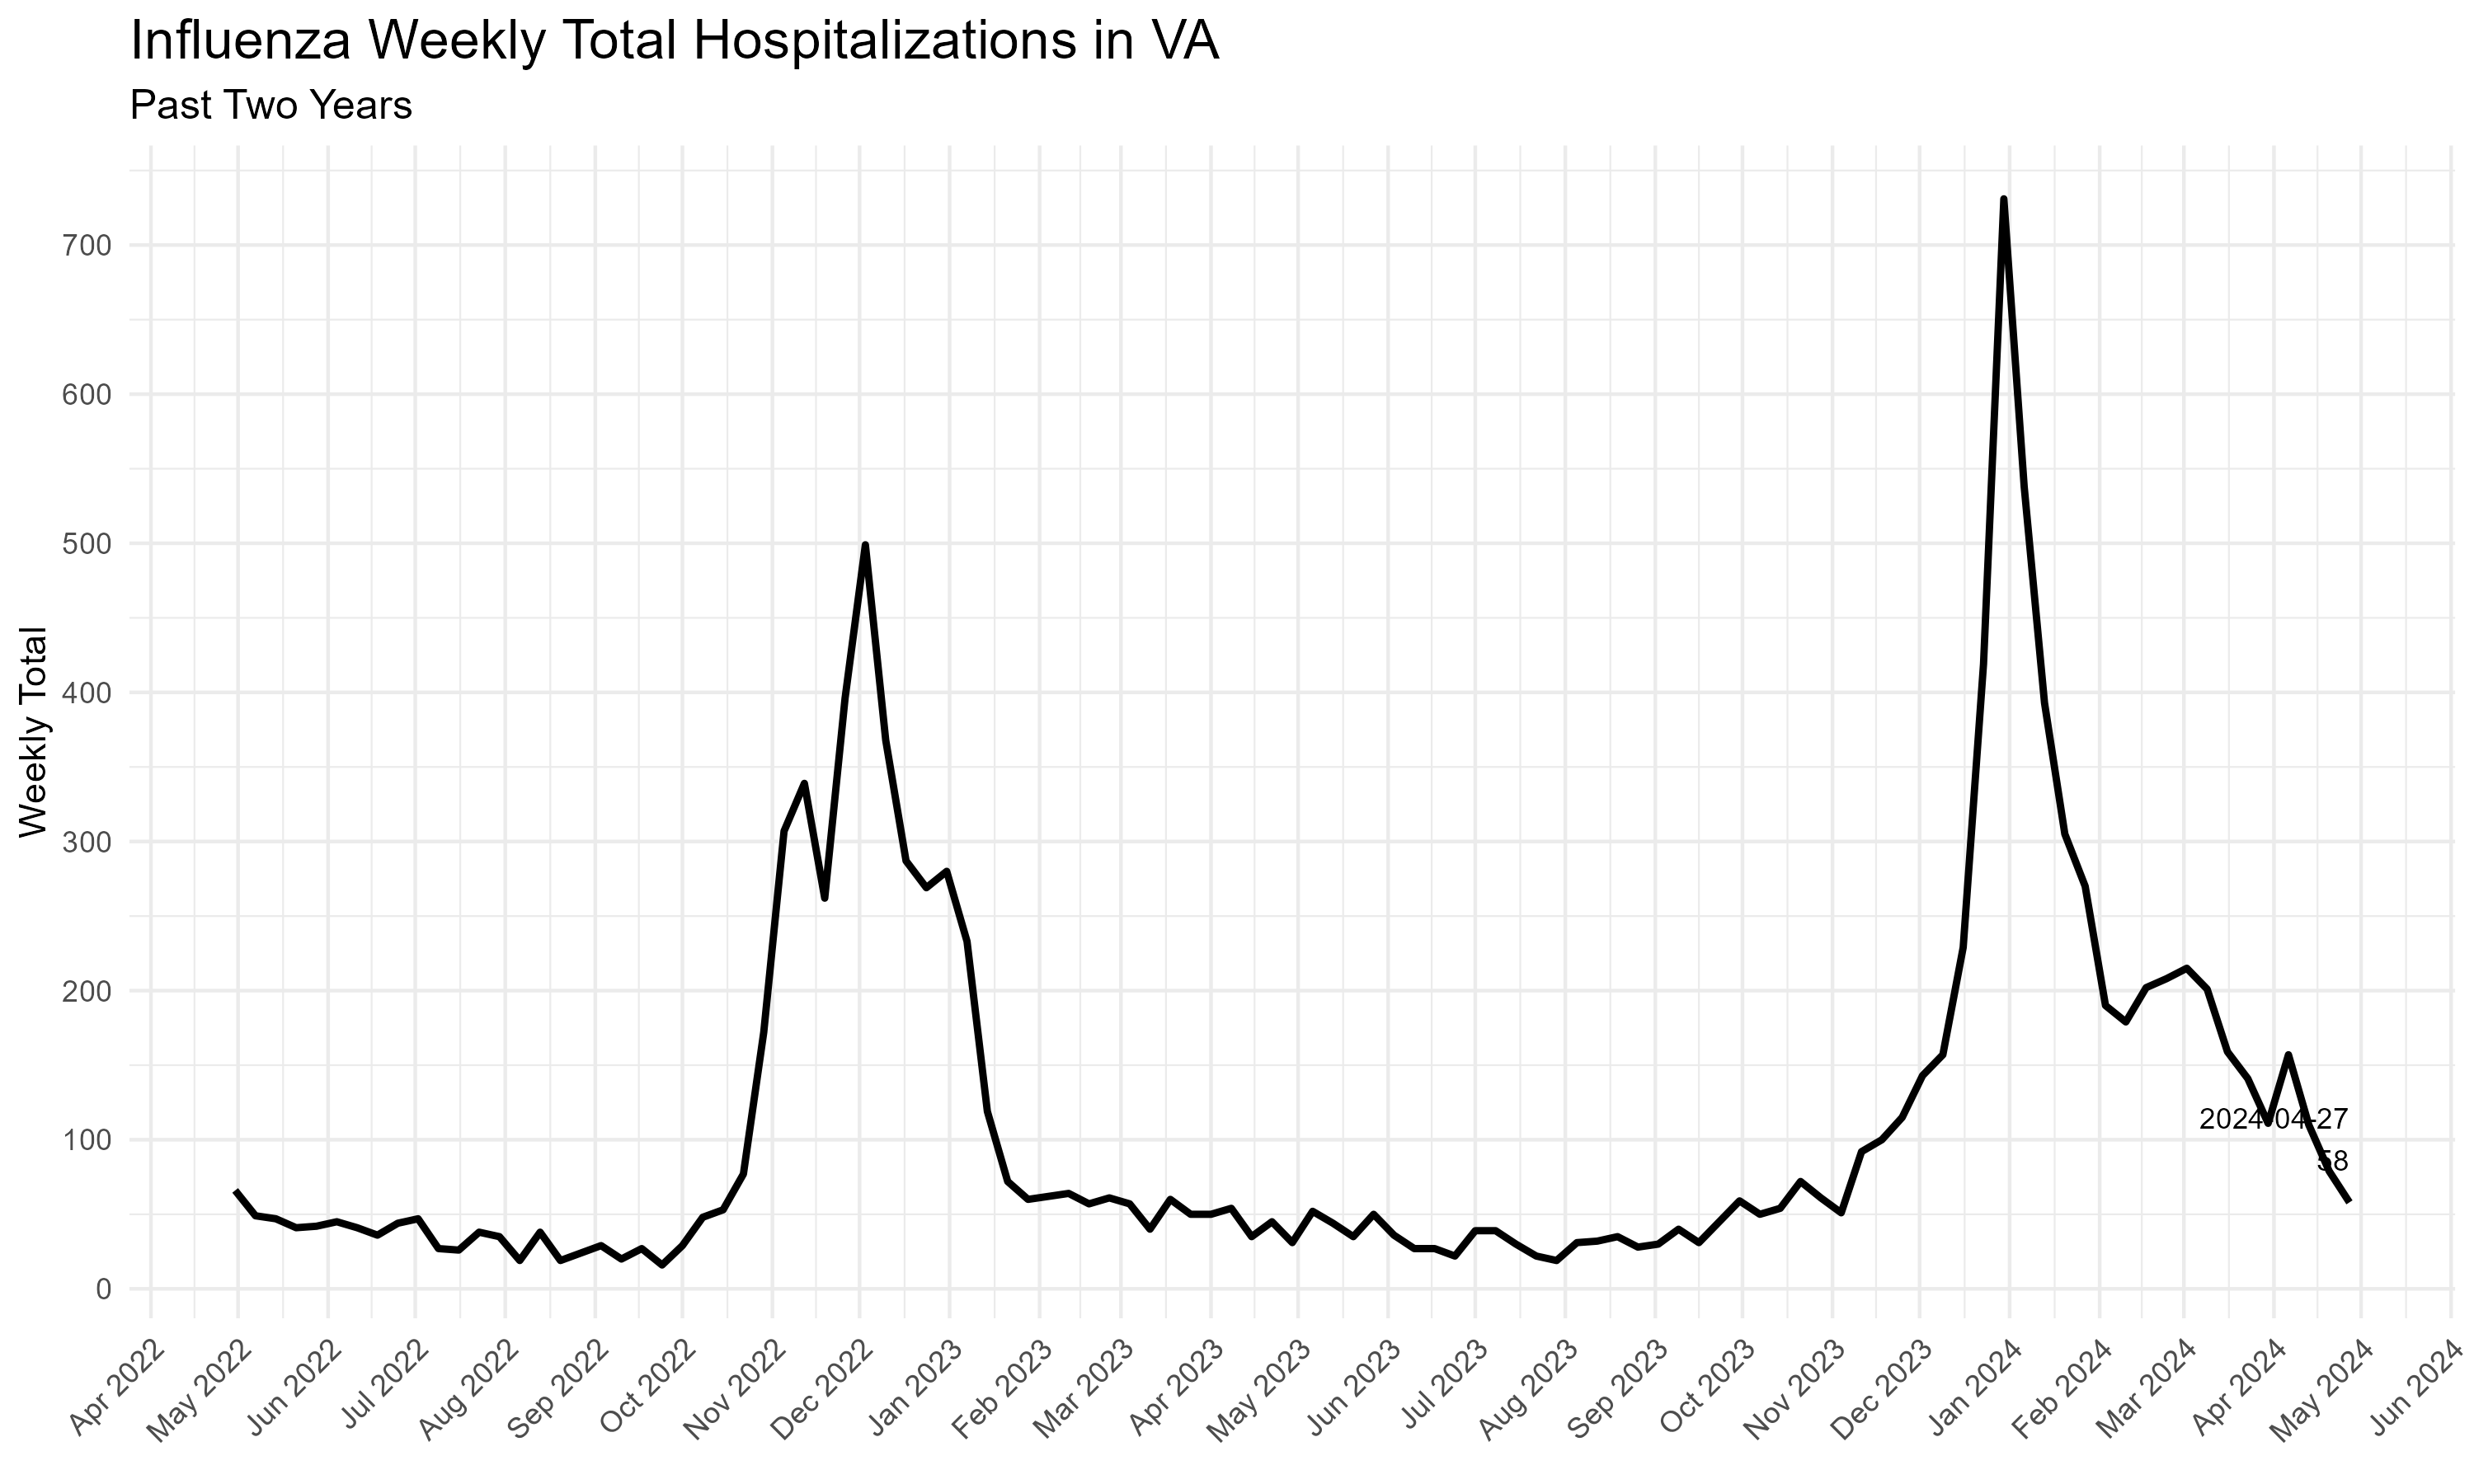 Influenza Weekly Total Hospitalizations in VA
Past Two Years
Weekly Total
700
600
500
400
300
200
100
0
2024-04-27
58
Apr 2022
May 2022
Jun 2022
Jul 2022
Aug 2022
Sep 2022
Oct 2022
Nov 2022
Dec 2022
Jan 2023
Feb 2023
Mar 2023
Apr 2023
May 2023
Jun 2023
Jul 2023
Aug 2023
Sep 2023
Oct 2023
Nov 2023
Dec 2023
Jan 2024
Feb 2024
Mar 2024
Apr 2024
May 2024
Jun 2024